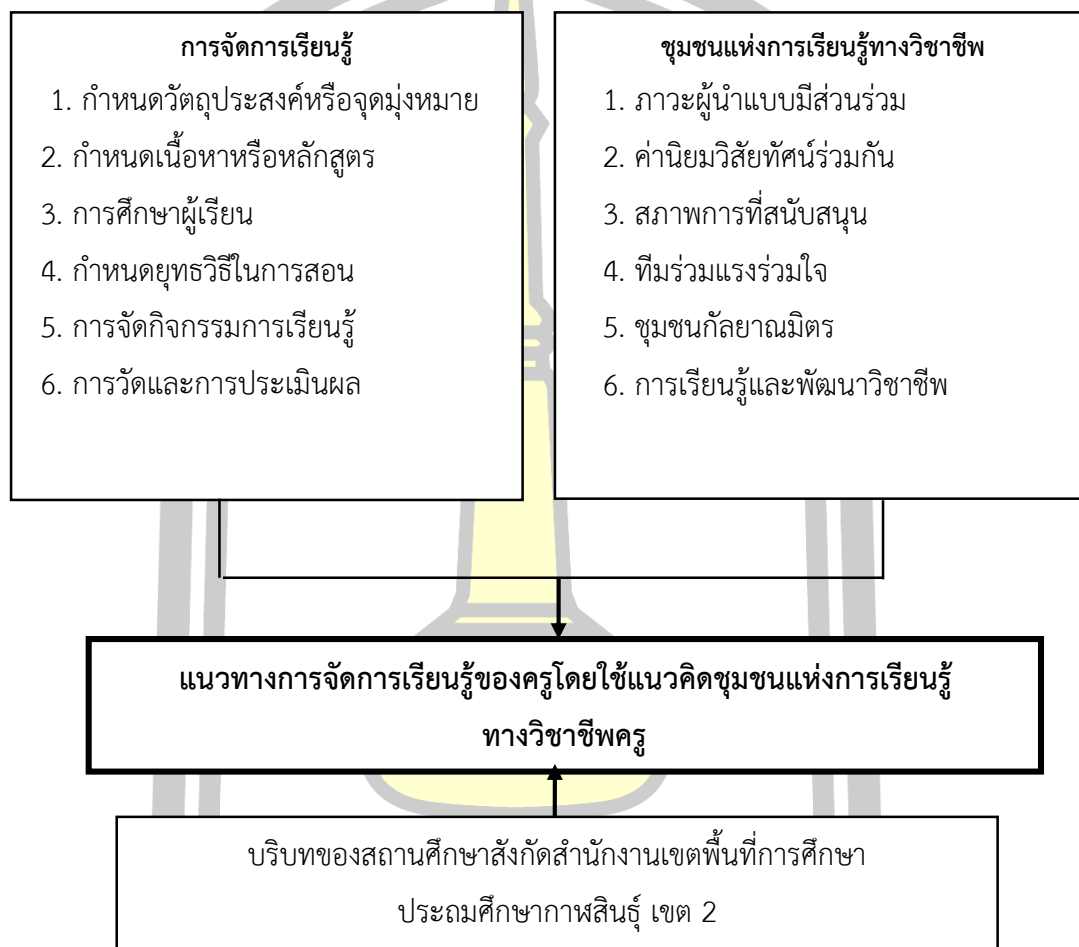 การจัดการเรียนรู้
1. กำหนดวัตถุประสงค์หรือจุดมุ่งหมาย
2. กำหนดเนื้อหาหรือหลักสูตร
3. การศึกษาผู้เรียน
4. กำหนดยุทธวิธีในการสอน
5. การจัดกิจกรรมการเรียนรู้
6. การวัดและการประเมินผล
ชุมชนแห่งการเรียนรู้ทางวิชาชีพ
1. ภาวะผู้นำแบบมีส่วนร่วม
2. ค่านิยมวิสัยทัศน์ร่วมกัน
3. สภาพการที่สนับสนุน
4. ทีมร่วมแรงร่วมใจ
5. ชุมชนกัลยาณมิตร
6. การเรียนรู้และพัฒนาวิชาชีพ
แนวทางการจัดการเรียนรู้ของครูโดยใช้แนวคิดชุมชนแห่งการเรียนรู้
ทางวิชาชีพครู
บริบทของสถานศึกษาสังกัดสำนักงานเขตพื้นที่การศึกษา
ประถมศึกษากาฬสินธุ์ เขต 2